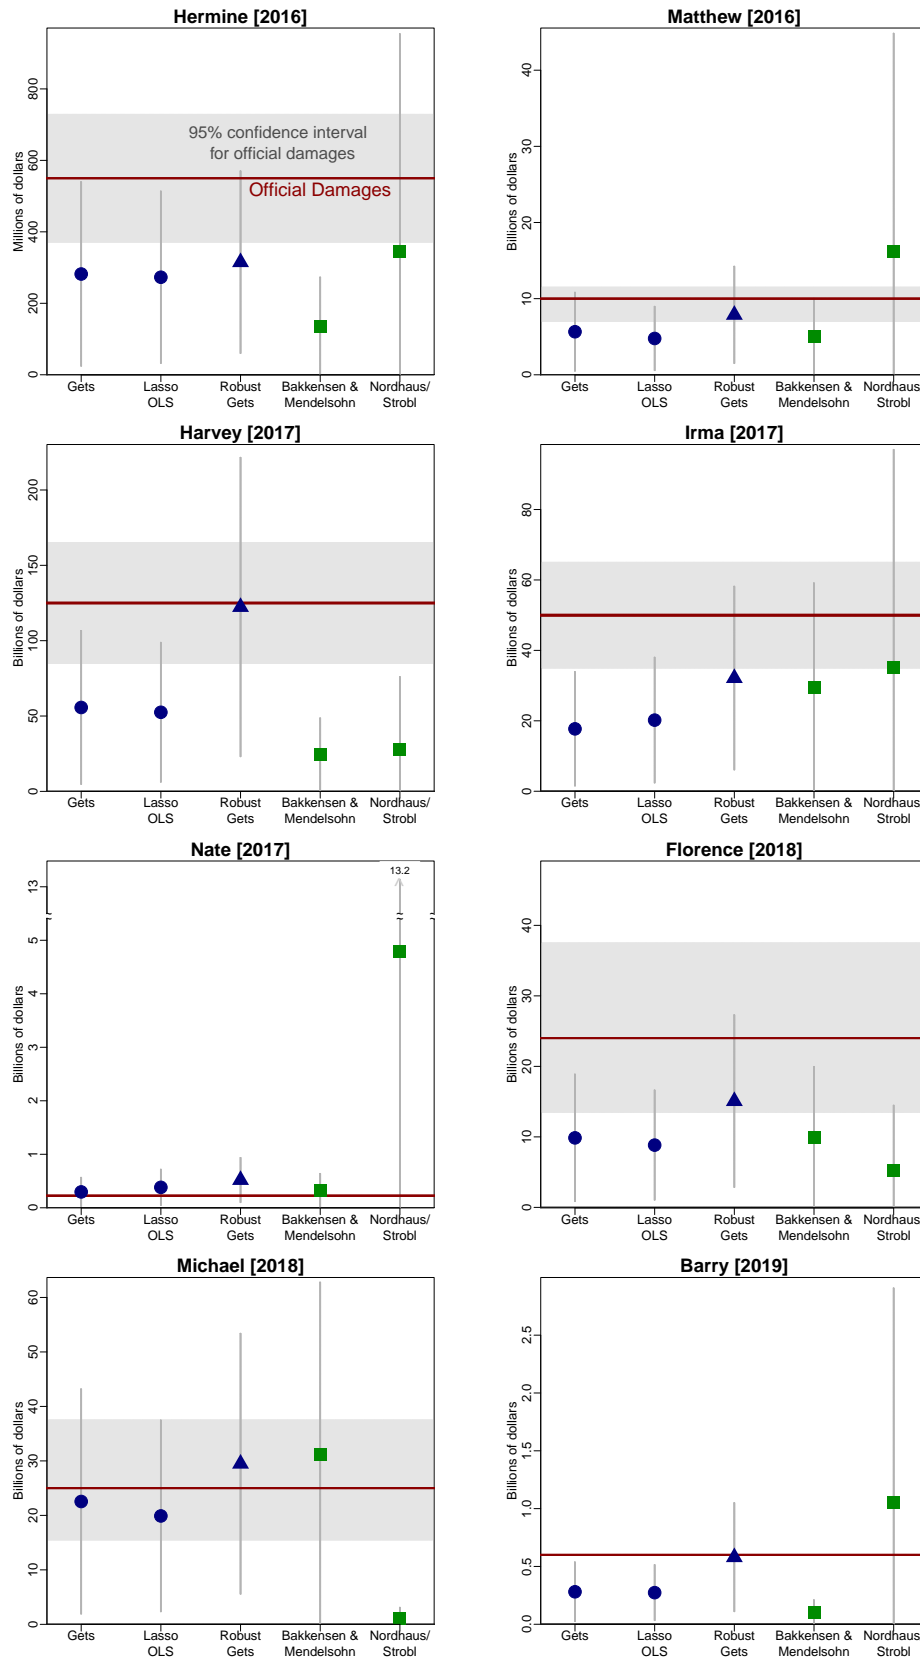 Hermine [2016]
Millions of dollars
0
200
400
600
800
95% confidence interval
for official damages
Official Damages
Gets
Lasso
OLS
Robust
Gets
Bakkensen &
Mendelsohn
Nordhaus/
Strobl
Matthew [2016]
Billions of dollars
0
10
20
30
40
Gets
Lasso
OLS
Robust
Gets
Bakkensen &
Mendelsohn
Nordhaus/
Strobl
Harvey [2017]
Billions of dollars
0
50
100
150
200
Gets
Lasso
OLS
Robust
Gets
Bakkensen &
Mendelsohn
Nordhaus/
Strobl
Irma [2017]
Billions of dollars
0
20
40
60
80
Gets
Lasso
OLS
Robust
Gets
Bakkensen &
Mendelsohn
Nordhaus/
Strobl
Nate [2017]
Billions of dollars
0
1
2
3
4
5
13
13.2
~
~
~ ~
Gets
Lasso
OLS
Robust
Gets
Bakkensen &
Mendelsohn
Nordhaus/
Strobl
Florence [2018]
Billions of dollars
0
10
20
30
40
Gets
Lasso
OLS
Robust
Gets
Bakkensen &
Mendelsohn
Nordhaus/
Strobl
Michael [2018]
Billions of dollars
0
10
20
30
40
50
60
Gets
Lasso
OLS
Robust
Gets
Bakkensen &
Mendelsohn
Nordhaus/
Strobl
Barry [2019]
Billions of dollars
0.0
0.5
1.0
1.5
2.0
2.5
Gets
Lasso
OLS
Robust
Gets
Bakkensen &
Mendelsohn
Nordhaus/
Strobl